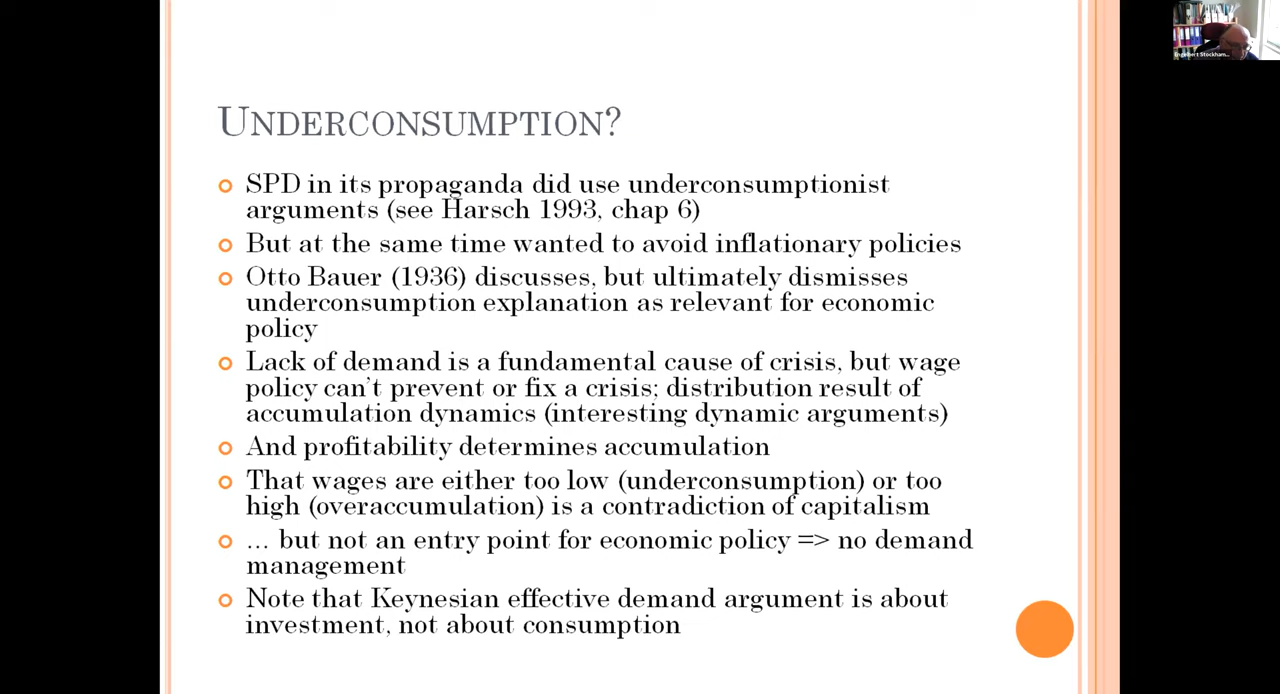 Engelbert Stockham...
UNDERCONSUMPTION?
SPD in its propaganda did use underconsumptionist
arguments (see Harsch 1993, chap 6)
But at the same time wanted to avoid inflationary policies
Otto Bauer (1936) discusses, but ultimately dismisses
underconsumption explanation as relevant for economic
policy
Lack of demand is a fundamental cause of crisis, but wage
policy can't prevent or fix a crisis; distribution result of
accumulation dynamics (interesting dynamic arguments)
And profitability determines accumulation
That wages are either too low (underconsumption) or too
high (overaccumulation) is a contradiction of capitalism
... but not an entry point for economic policy => no demand
management
Note that Keynesian effective demand argument is about
investment, not about consumption